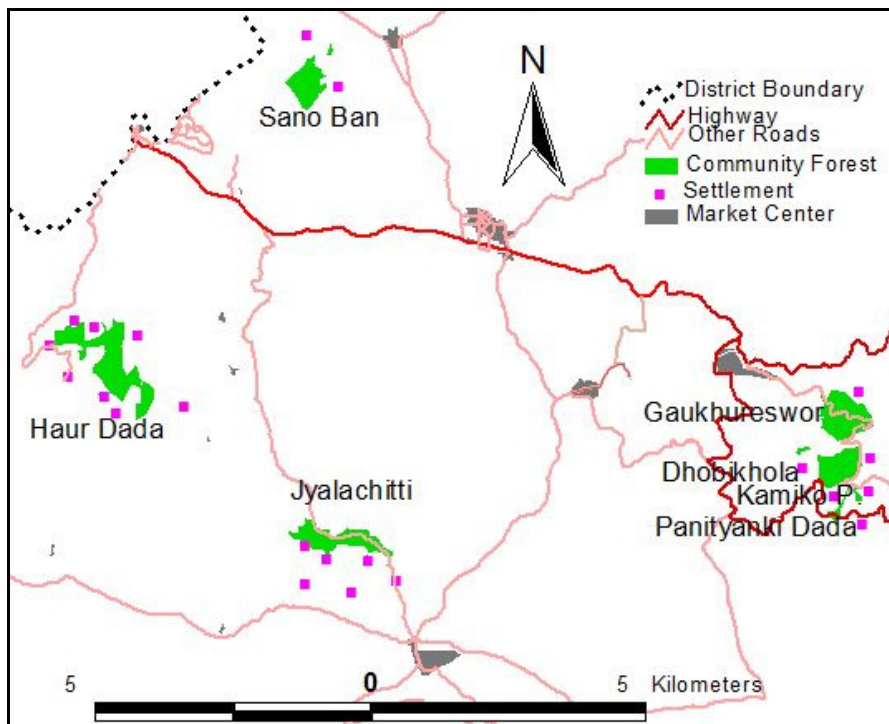 N
Sano Ban
District Boundary
Highway
Other Roads
Community Forest
Settlement
Market Center
Gaukhureswor
Haur Dada
Dhobikhola
Jyalachitti
Kamiko P.
Panityanki Dada
5 0 5 Kilometers